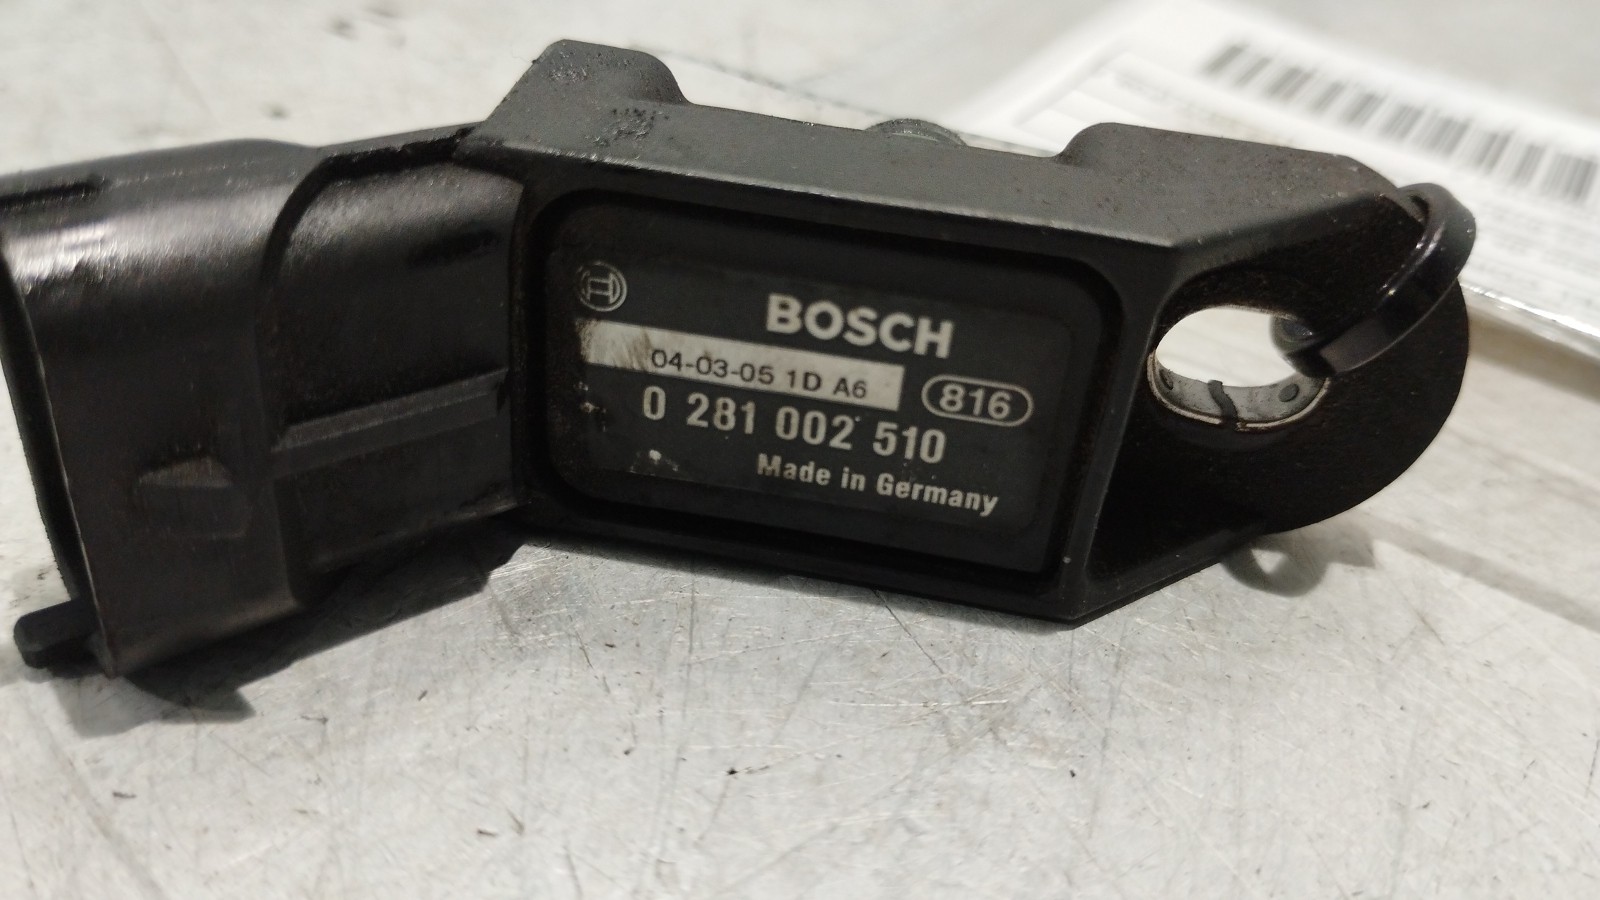 BOSCH
04-03-05 1D A6
816
0 281 002 510
Made in Germany